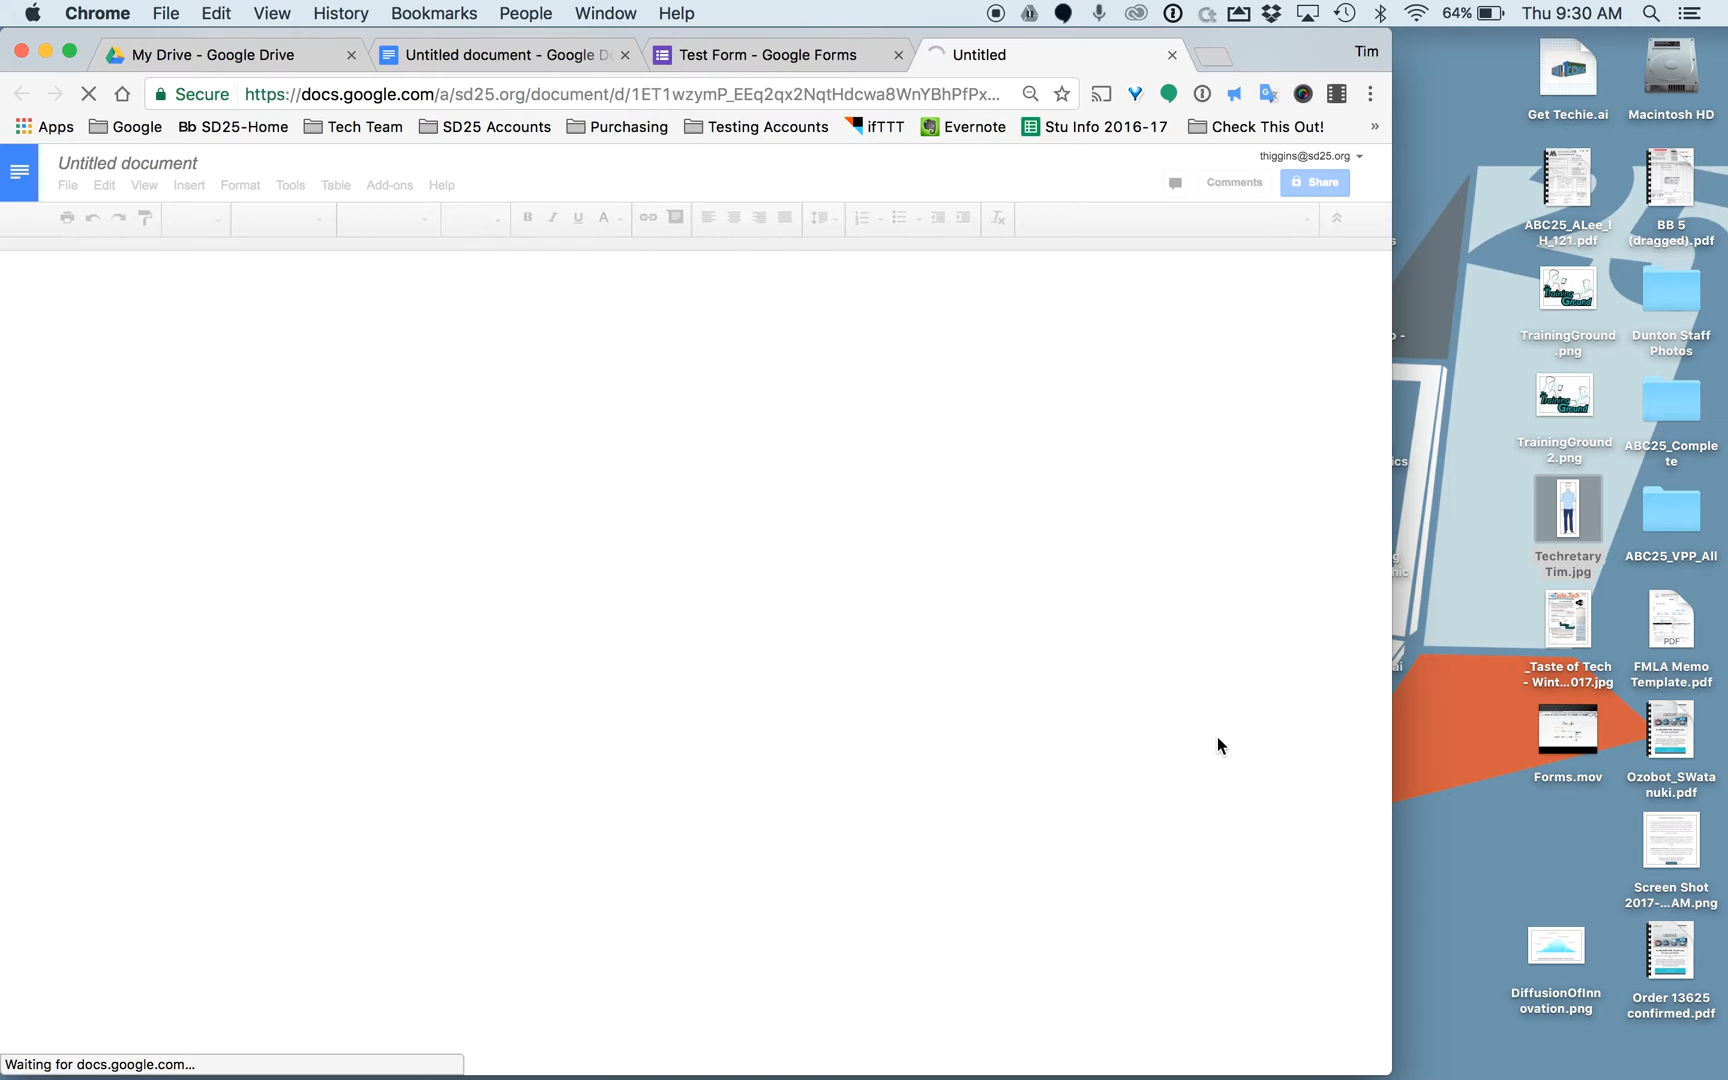 Chrome File Edit View History Bookmarks People Window Help 64% Thu 9:30 AM
My Drive - Google Drive Untitled document - Google D Test Form - Google Forms Untitled Tim
Secure https://docs.google.com/a/sd25.org/document/d/1ET1wzymP_EEq2qx2NqtHdcwa8WnYBhPfPx...
Apps Google Bb SD25-Home Tech Team SD25 Accounts Purchasing Testing Accounts ifTTT Evernote Stu Info 2016-17 Check This Out! »
Untitled document
thiggins@sd25.org
File Edit View Insert Format Tools Table Add-ons Help
Comments Share
B I U A
Waiting for docs.google.com...
Get Techie.ai
Macintosh HD
ABC25_ALee_I
H_121.pdf
BB 5
(dragged).pdf
TrainingGround
.png
Dunton Staff
Photos
TrainingGround
2.png
ABC25_Comple
te
Techretary
Tim.jpg
ABC25_VPP_All
_Taste of Tech
- Wint...017.jpg
FMLA Memo
Template.pdf
Forms.mov
Ozobot_SWata
nuki.pdf
Screen Shot
2017-...AM.png
DiffusionOfInn
ovation.png
Order 13625
confirmed.pdf
PDF